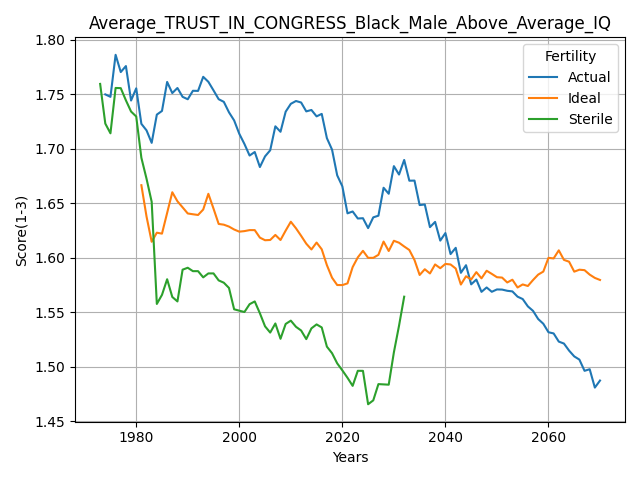 Average_TRUST_IN_CONGRESS_Black_Male_Above_Average_IQ
1.80
1.75
1.70
1.65
1.60
1.55
1.50
1.45
Score(1-3)
Fertility
Actual
Ideal
Sterile
1980
2000
2020
2040
2060
Years